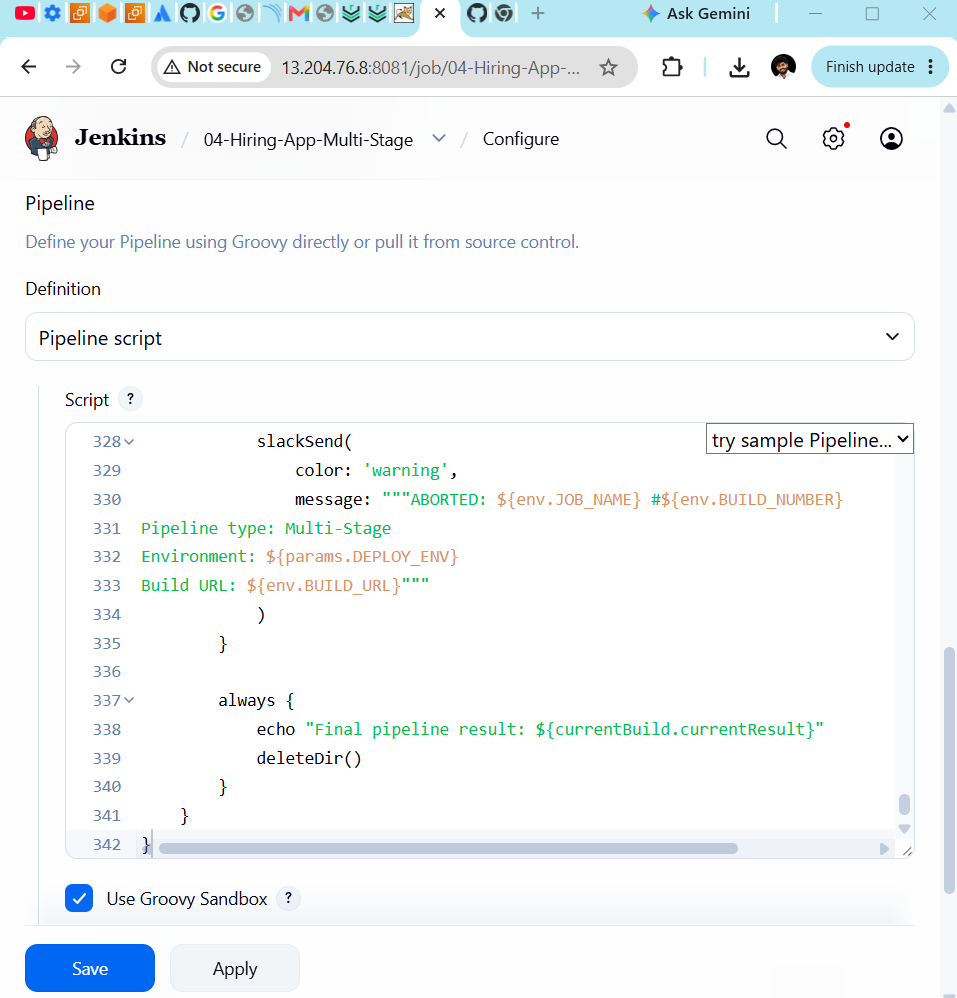 Ask Gemini
Not secure
13.204.76.8:8081/job/04-Hiring-App-...
Finish update
Jenkins / 04-Hiring-App-Multi-Stage / Configure
Pipeline
Define your Pipeline using Groovy directly or pull it from source control.
Definition
Pipeline script
Script ?
try sample Pipeline...
328 slackSend(
329 color: 'warning',
330 message: """ABORTED: ${env.JOB_NAME} #${env.BUILD_NUMBER}
331 Pipeline type: Multi-Stage
332 Environment: ${params.DEPLOY_ENV}
333 Build URL: ${env.BUILD_URL}"""
334 )
335 }
336
337 always {
338 echo "Final pipeline result: ${currentBuild.currentResult}"
339 deleteDir()
340 }
341 }
342 }
Use Groovy Sandbox ?
Save
Apply